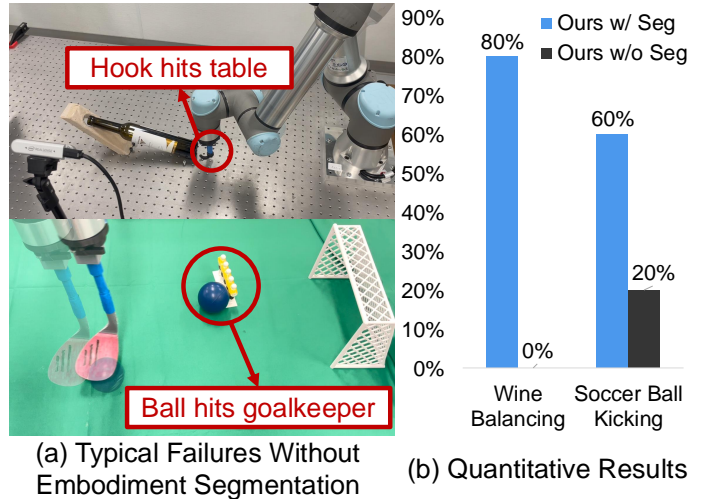 Hook hits table
Ball hits goalkeeper
(a) Typical Failures Without
Embodiment Segmentation
90%
80%
70%
60%
50%
40%
30%
20%
10%
0%
Ours w/ Seg
Ours w/o Seg
80%
0%
60%
20%
Wine
Balancing
Soccer Ball
Kicking
(b) Quantitative Results